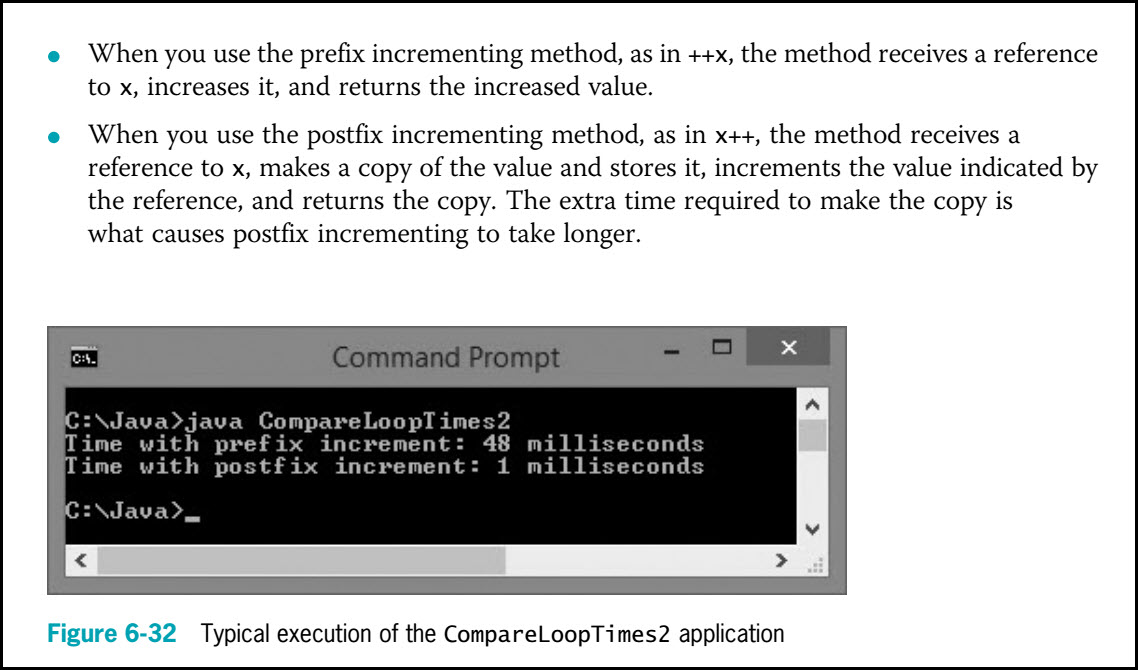 • When you use the prefix incrementing method, as in ++x, the method receives a reference
to x, increases it, and returns the increased value.
• When you use the postfix incrementing method, as in x++, the method receives a
reference to x, makes a copy of the value and stores it, increments the value indicated by
the reference, and returns the copy. The extra time required to make the copy is
what causes postfix incrementing to take longer.
C:\. Command Prompt
C:\Java>java CompareLoopTimes2
Time with prefix increment: 48 milliseconds
Time with postfix increment: 1 milliseconds
C:\Java>_
Figure 6-32 Typical execution of the CompareLoopTimes2 application